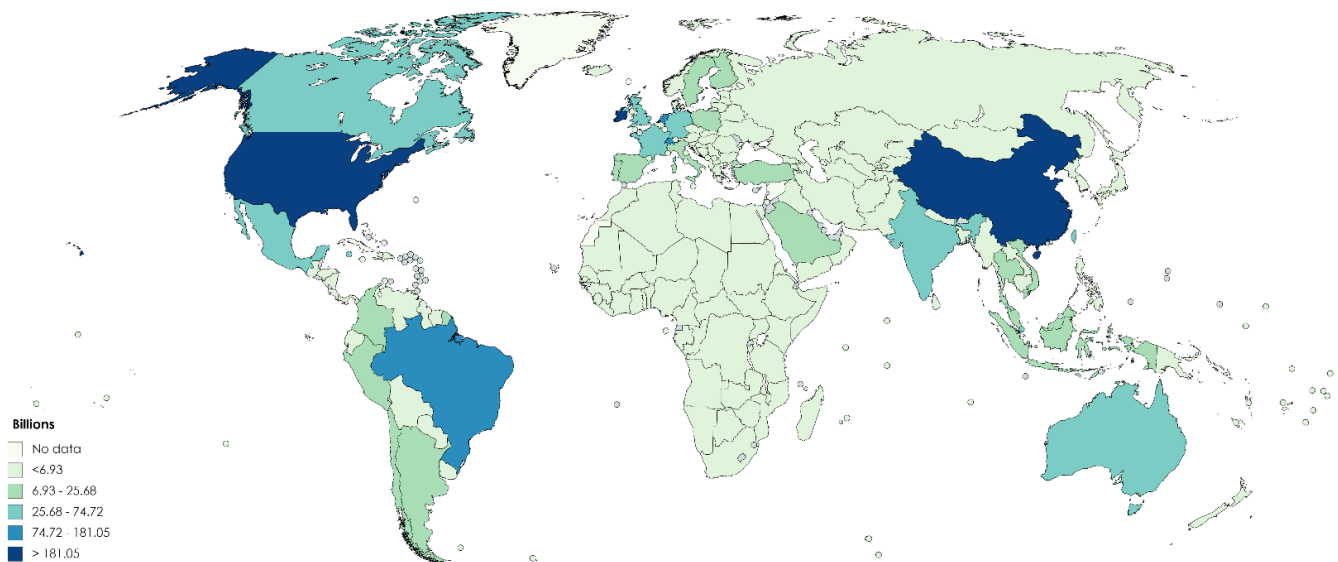 Billions
No data
<6.93
6.93 - 25.68
25.68 - 74.72
74.72 - 181.05
> 181.05